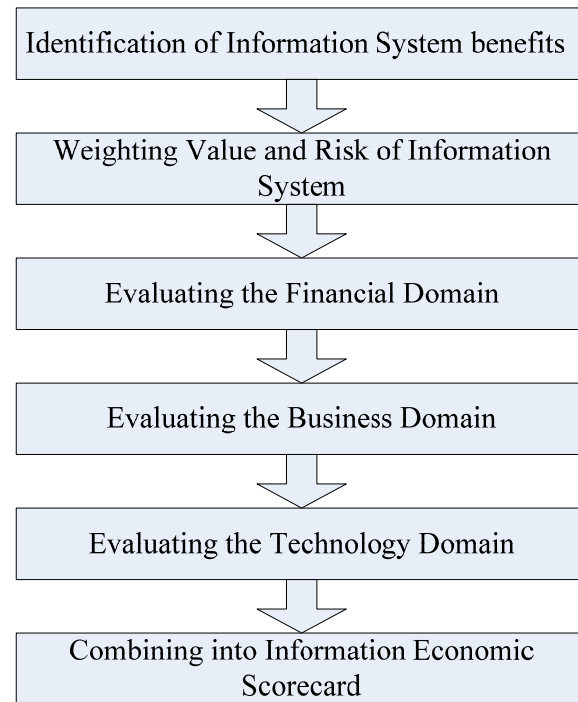 Identification of Information System benefits
Weighting Value and Risk of Information
System
Evaluating the Financial Domain
Evaluating the Business Domain
Evaluating the Technology Domain
Combining into Information Economic
Scorecard